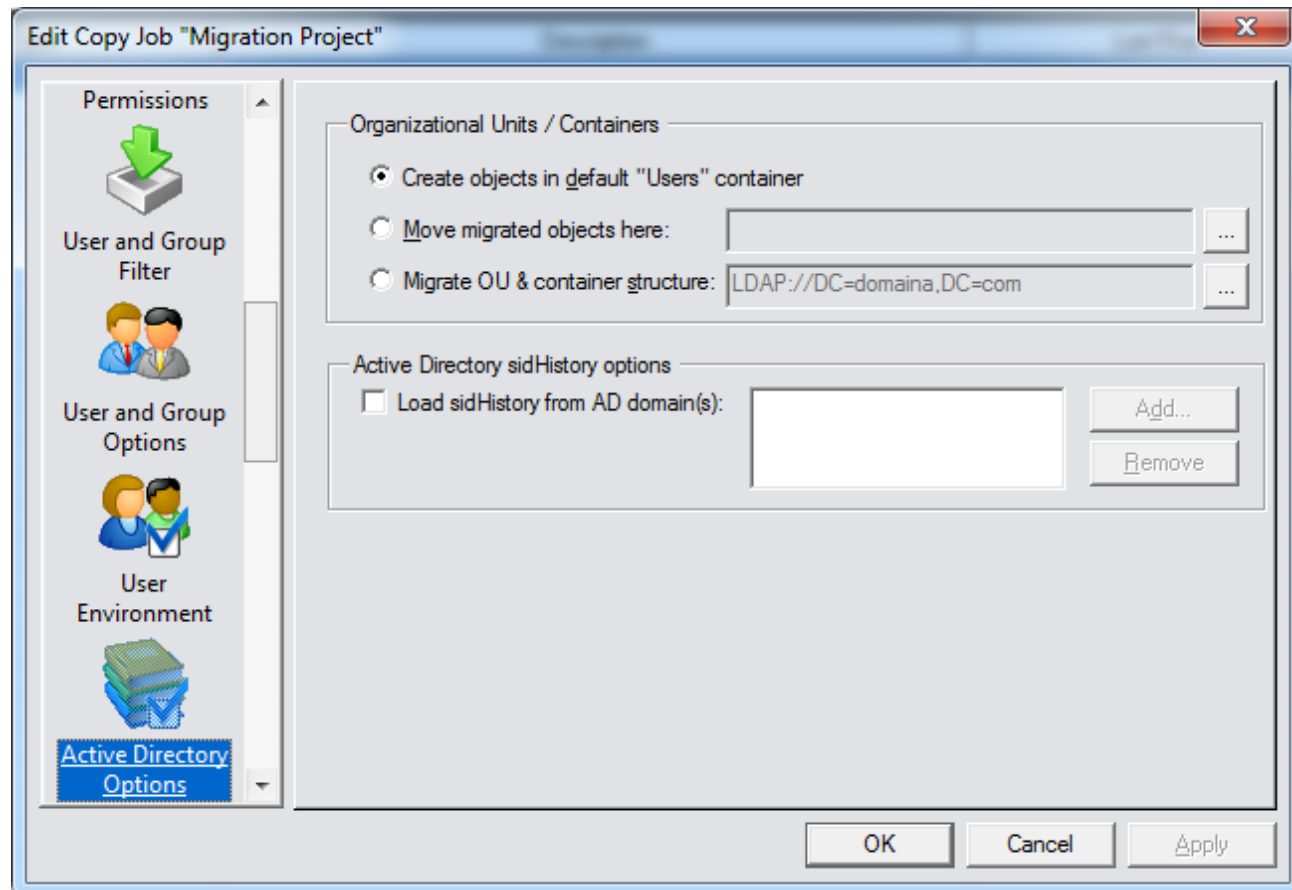 Edit Copy Job "Migration Project"
Description
Permissions
User and Group
Filter
User and Group
Options
User
Environment
Active Directory
Options
Organizational Units / Containers
Create objects in default "Users" container
Move migrated objects here:
...
Migrate OU & container structure:
LDAP://DC=domaina,DC=com
...
Active Directory sidHistory options
Load sidHistory from AD domain(s):
Add...
Remove
OK
Cancel
Apply